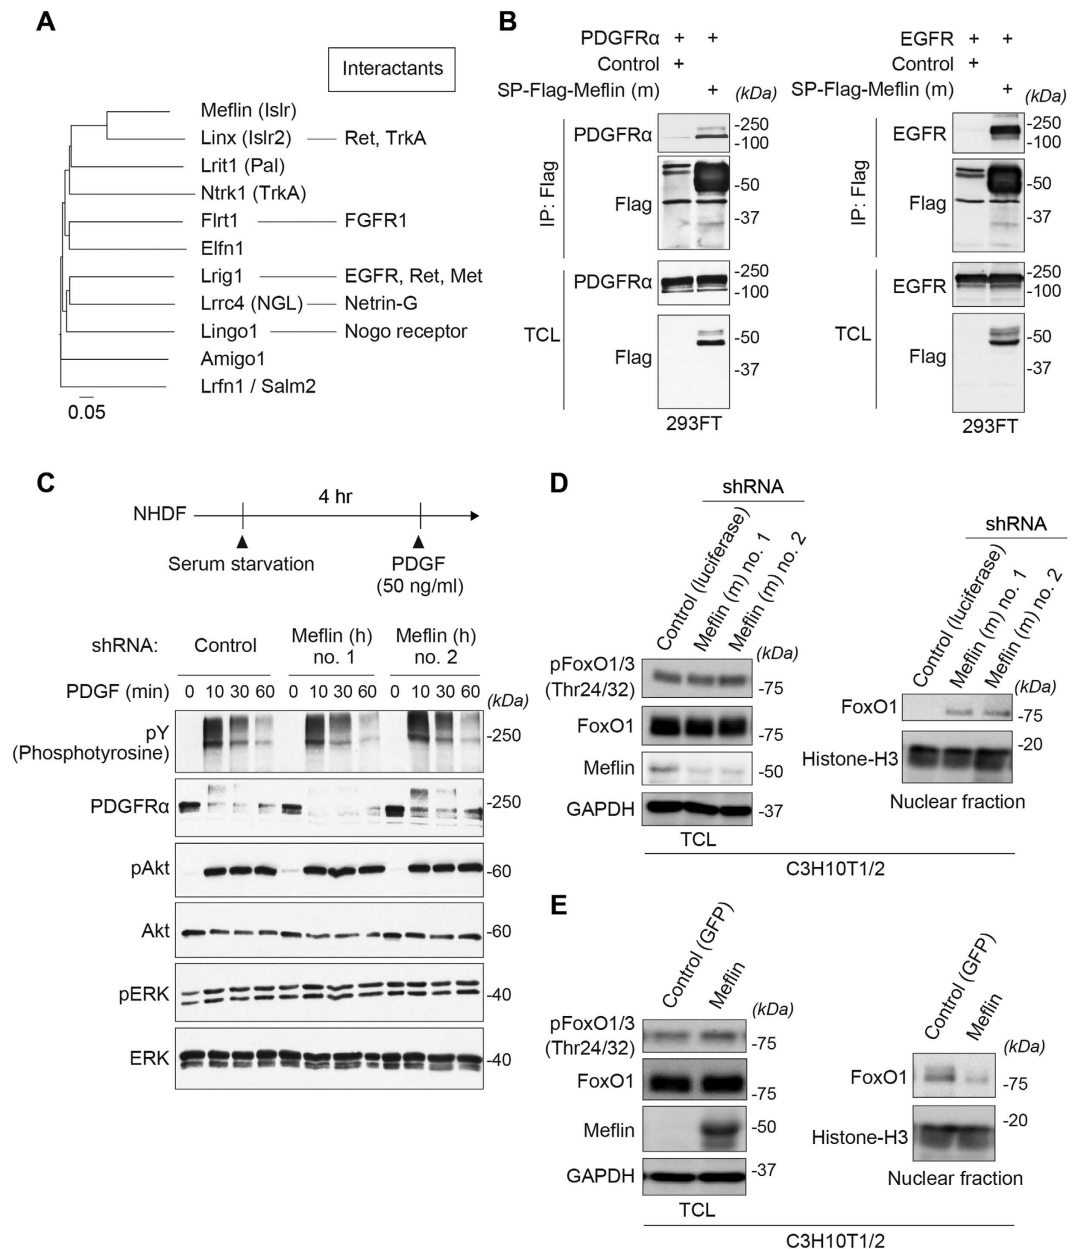 A
Interactants
Meflin (Islr)
Linx (Islr2) Ret, TrkA
Lrit1 (Pal)
Ntrk1 (TrkA)
Flrt1 FGFR1
Elfn1
Lrig1 EGFR, Ret, Met
Lrrc4 (NGL) Netrin-G
Lingo1 Nogo receptor
Amigo1
Lrfn1 / Salm2
0.05
B
PDGFRα + +
Control +
SP-Flag-Meflin (m) + (kDa)
IP: Flag
PDGFRα -250
-100
Flag -50
-37
TCL
PDGFRα -250
-100
Flag -50
-37
293FT
EGFR + +
Control +
SP-Flag-Meflin (m) + (kDa)
IP: Flag
EGFR -250
-100
Flag -50
-37
TCL
EGFR -250
-100
Flag -50
-37
293FT
C
4 hr
NHDF
Serum starvation PDGF
(50 ng/ml)
shRNA: Control Meflin (h) no. 1 Meflin (h) no. 2
PDGF (min) 0 10 30 60 0 10 30 60 0 10 30 60 (kDa)
pY
(Phosphotyrosine) -250
PDGFRα -250
pAkt -60
Akt -60
pERK -40
ERK -40
D
shRNA
Control (luciferase)
Meflin (m) no. 1
Meflin (m) no. 2
(kDa)
pFoxO1/3
(Thr24/32) -75
FoxO1 -75
Meflin -50
GAPDH -37
TCL
shRNA
Control (luciferase)
Meflin (m) no. 1
Meflin (m) no. 2
(kDa)
FoxO1 -75
Histone-H3 -20
Nuclear fraction
C3H10T1/2
E
Control (GFP)
Meflin
(kDa)
pFoxO1/3
(Thr24/32) -75
FoxO1 -75
Meflin -50
GAPDH -37
TCL
Control (GFP)
Meflin
(kDa)
FoxO1 -75
Histone-H3 -20
Nuclear fraction
C3H10T1/2